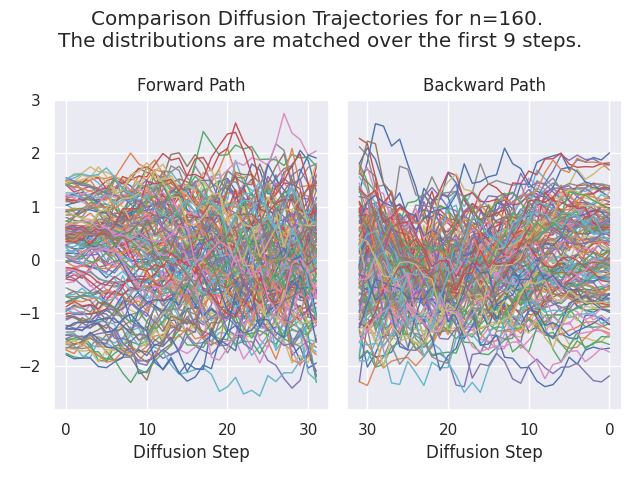 Comparison Diffusion Trajectories for n=160.
The distributions are matched over the first 9 steps.
Forward Path
Backward Path
3
2
1
0
−1
−2
0 10 20 30
30 20 10 0
Diffusion Step
Diffusion Step